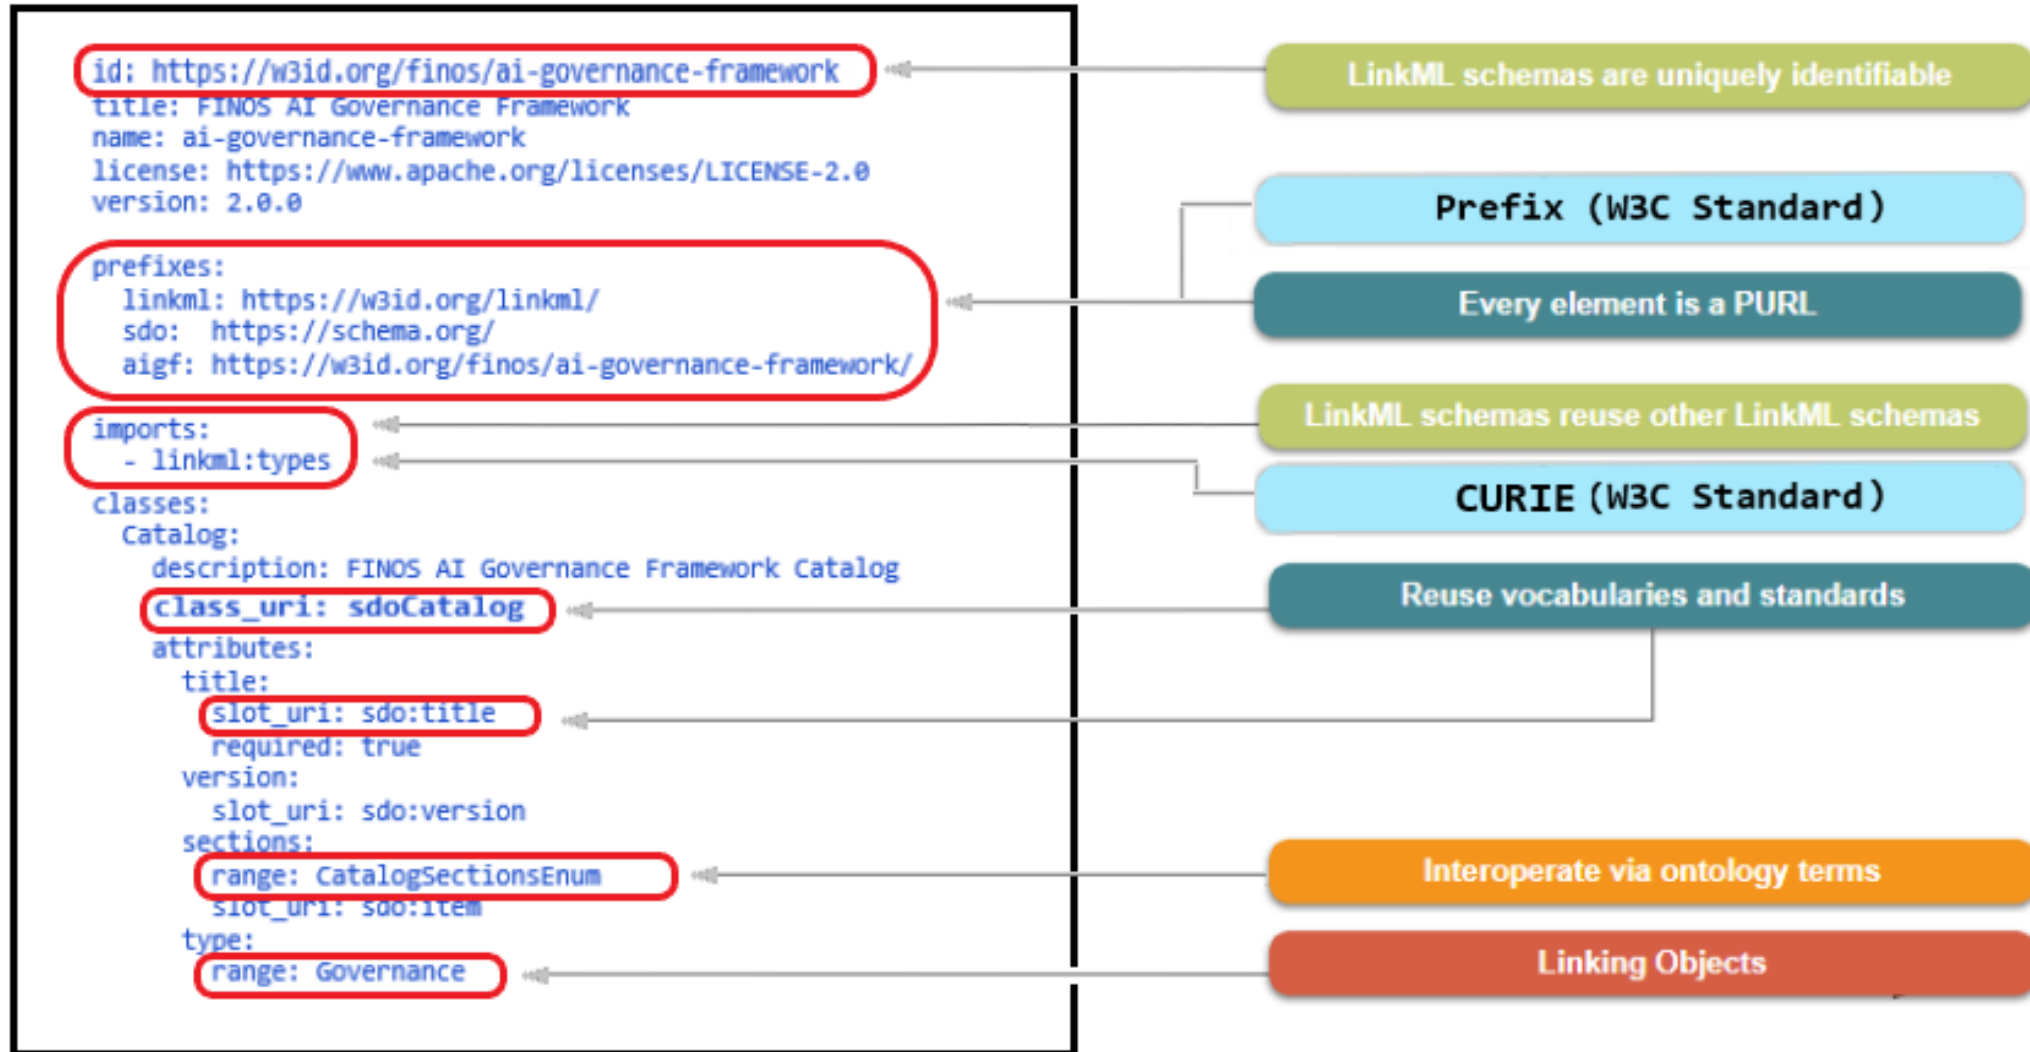 id: https://w3id.org/finos/ai-governance-framework
title: FINOS AI Governance Framework
name: ai-governance-framework
license: https://www.apache.org/licenses/LICENSE-2.0
version: 2.0.0
prefixes:
linkml: https://w3id.org/linkml/
sdo: https://schema.org/
aigf: https://w3id.org/finos/ai-governance-framework/
imports:
- linkml:types
classes:
Catalog:
description: FINOS AI Governance Framework Catalog
class_uri: sdoCatalog
attributes:
title:
slot_uri: sdo:title
required: true
version:
slot_uri: sdo:version
sections:
range: CatalogSectionsEnum
slot_uri: sdo:item
type:
range: Governance
LinkML schemas are uniquely identifiable
Prefix (W3C Standard)
Every element is a PURL
LinkML schemas reuse other LinkML schemas
CURIE (W3C Standard)
Reuse vocabularies and standards
Interoperate via ontology terms
Linking Objects